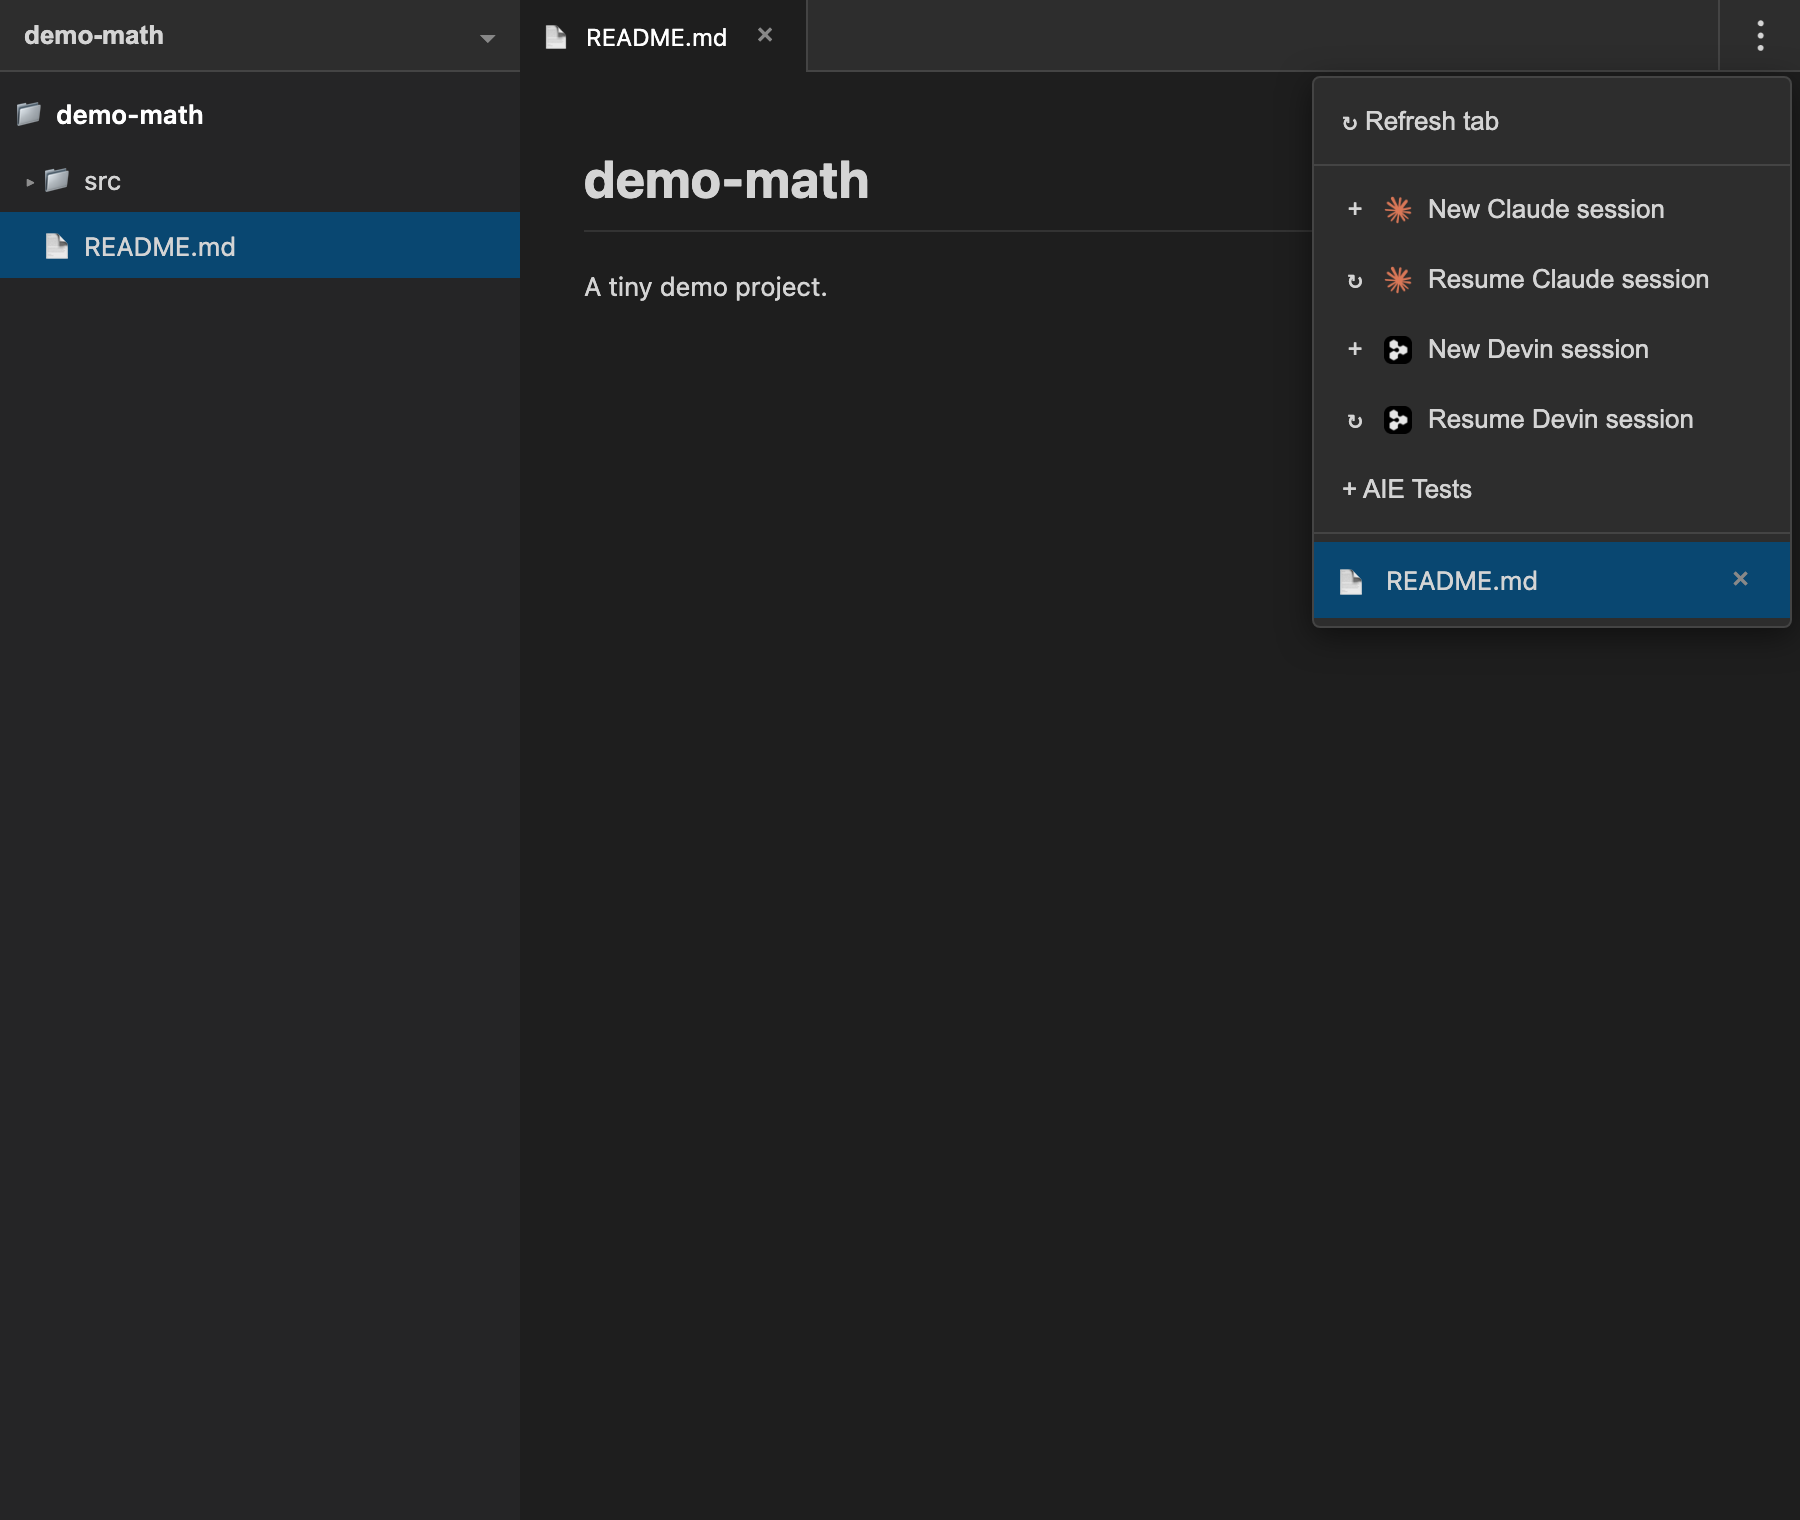 demo-math
README.md ×
demo-math
src
README.md
demo-math
A tiny demo project.
↻ Refresh tab
+ New Claude session
↻ Resume Claude session
+ New Devin session
↻ Resume Devin session
+ AIE Tests
README.md ×